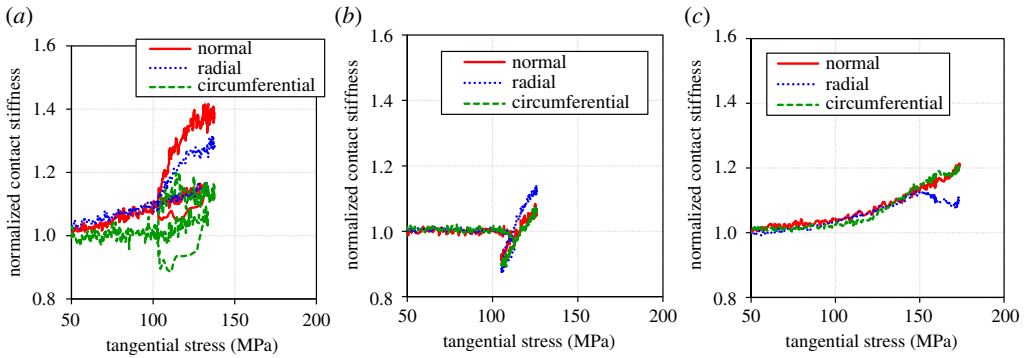 (a)
normalized contact stiffness
1.6
1.4
1.2
1.0
0.8
normal
radial
circumferential
50
100
150
200
tangential stress (MPa)
(b)
normalized contact stiffness
1.6
1.4
1.2
1.0
0.8
normal
radial
circumferential
50
100
150
200
tangential stress (MPa)
(c)
normalized contact stiffness
1.6
1.4
1.2
1.0
0.8
normal
radial
circumferential
50
100
150
200
tangential stress (MPa)